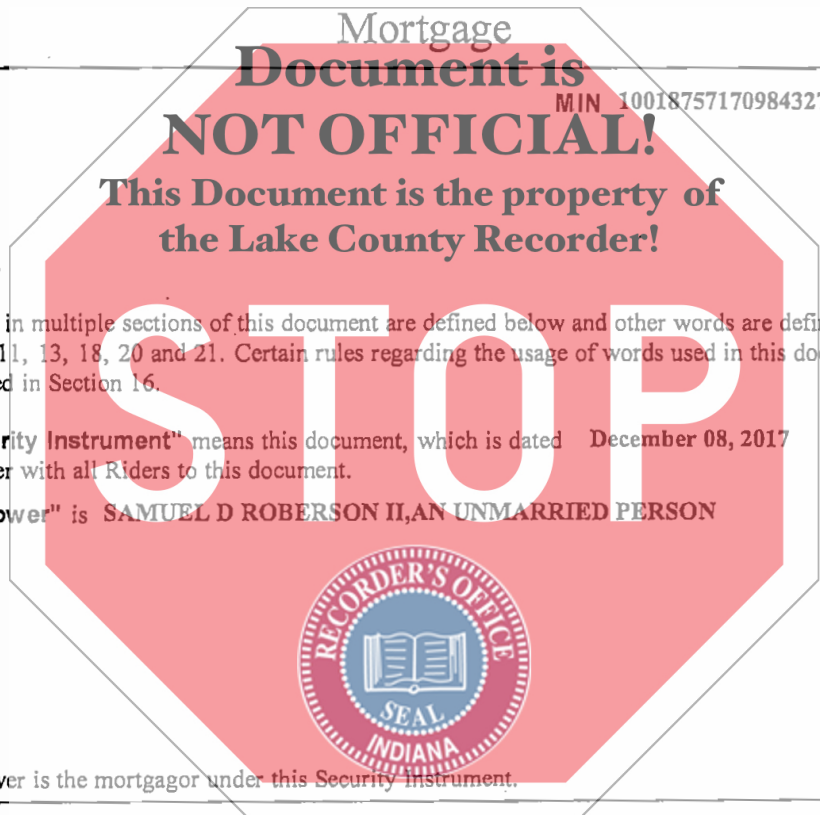 Mortgage
Document is
MIN 1001875717098432
NOT OFFICIAL!
This Document is the property of
the Lake County Recorder!
in multiple sections of this document are defined below and other words are defi
11, 13, 18, 20 and 21. Certain rules regarding the usage of words used in this do
d in Section 16.
STOP
rity Instrument" means this document, which is dated December 08, 2017
er with all Riders to this document.
ower" is SAMUEL D ROBERSON II,AN UNMARRIED PERSON
RECORDER'S OFFICE
SEAL
INDIANA
er is the mortgagor under this Security Instrument.